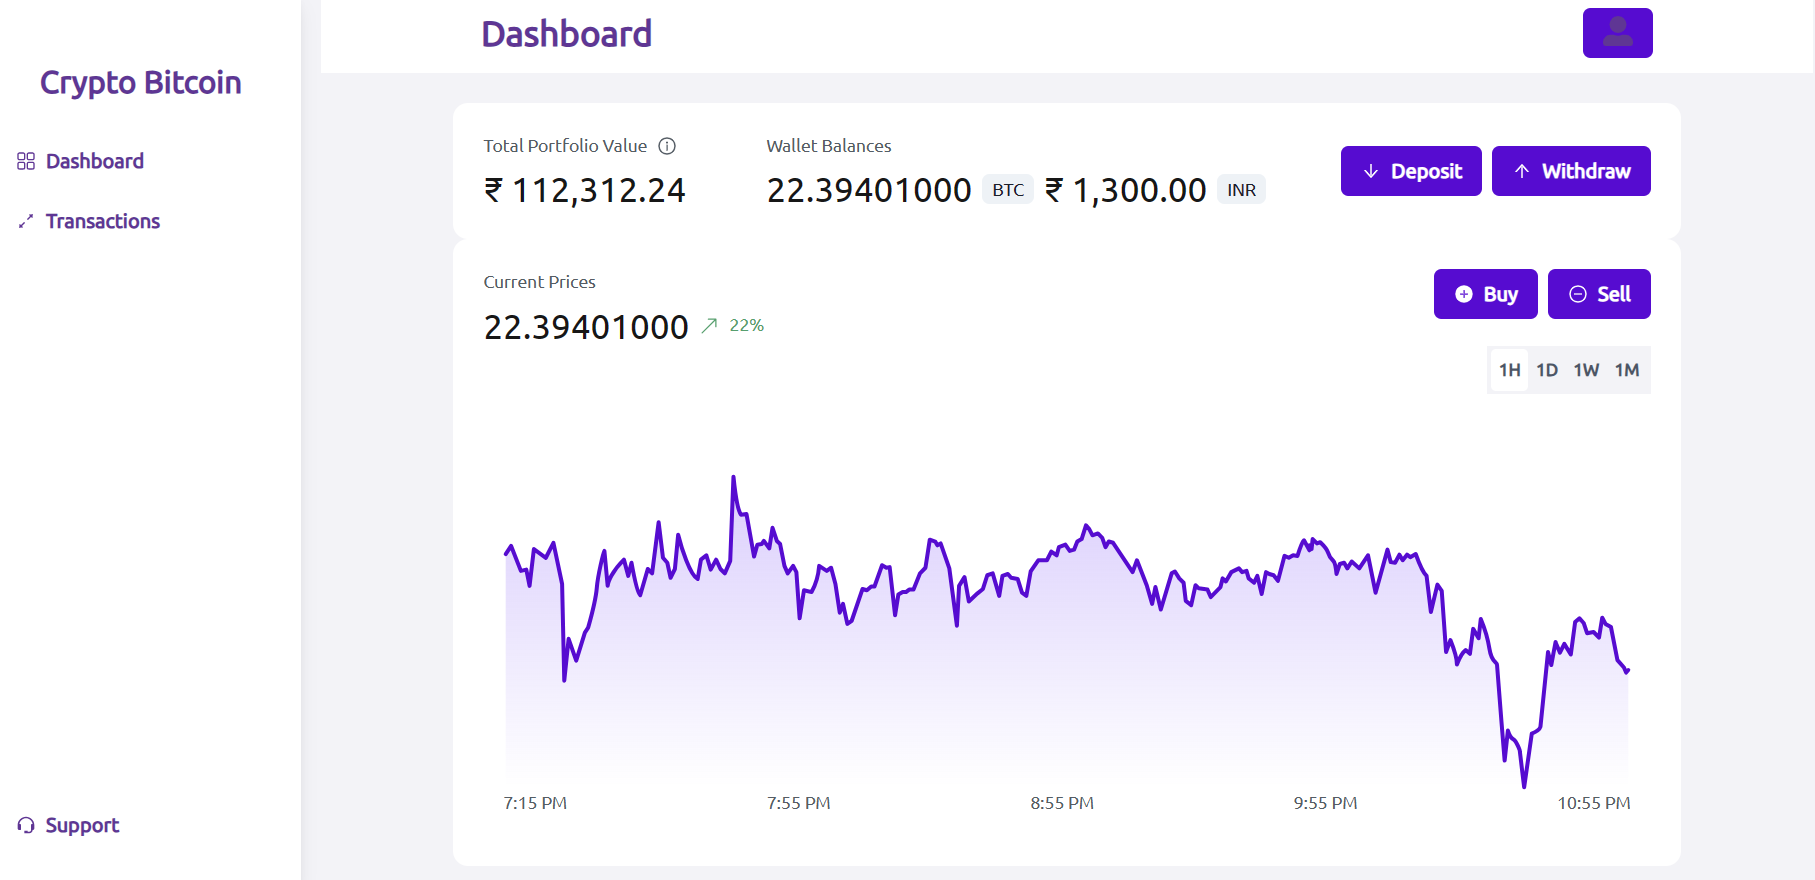 Crypto Bitcoin
Dashboard
Transactions
Support
Dashboard
Total Portfolio Value
₹ 112,312.24
Wallet Balances
22.39401000 BTC ₹ 1,300.00 INR
Deposit
Withdraw
Current Prices
22.39401000 22%
Buy
Sell
1H 1D 1W 1M
7:15 PM 7:55 PM 8:55 PM 9:55 PM 10:55 PM